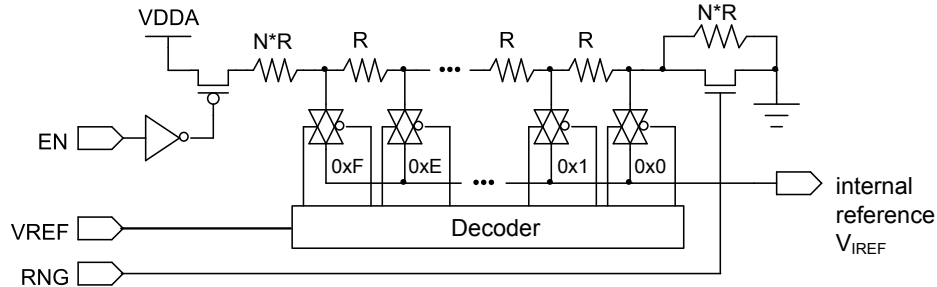 VDDA
N*R
R
R
R
N*R
EN
0xF
0xE
0x1
0x0
VREF
Decoder
internal
reference
VIREF
RNG